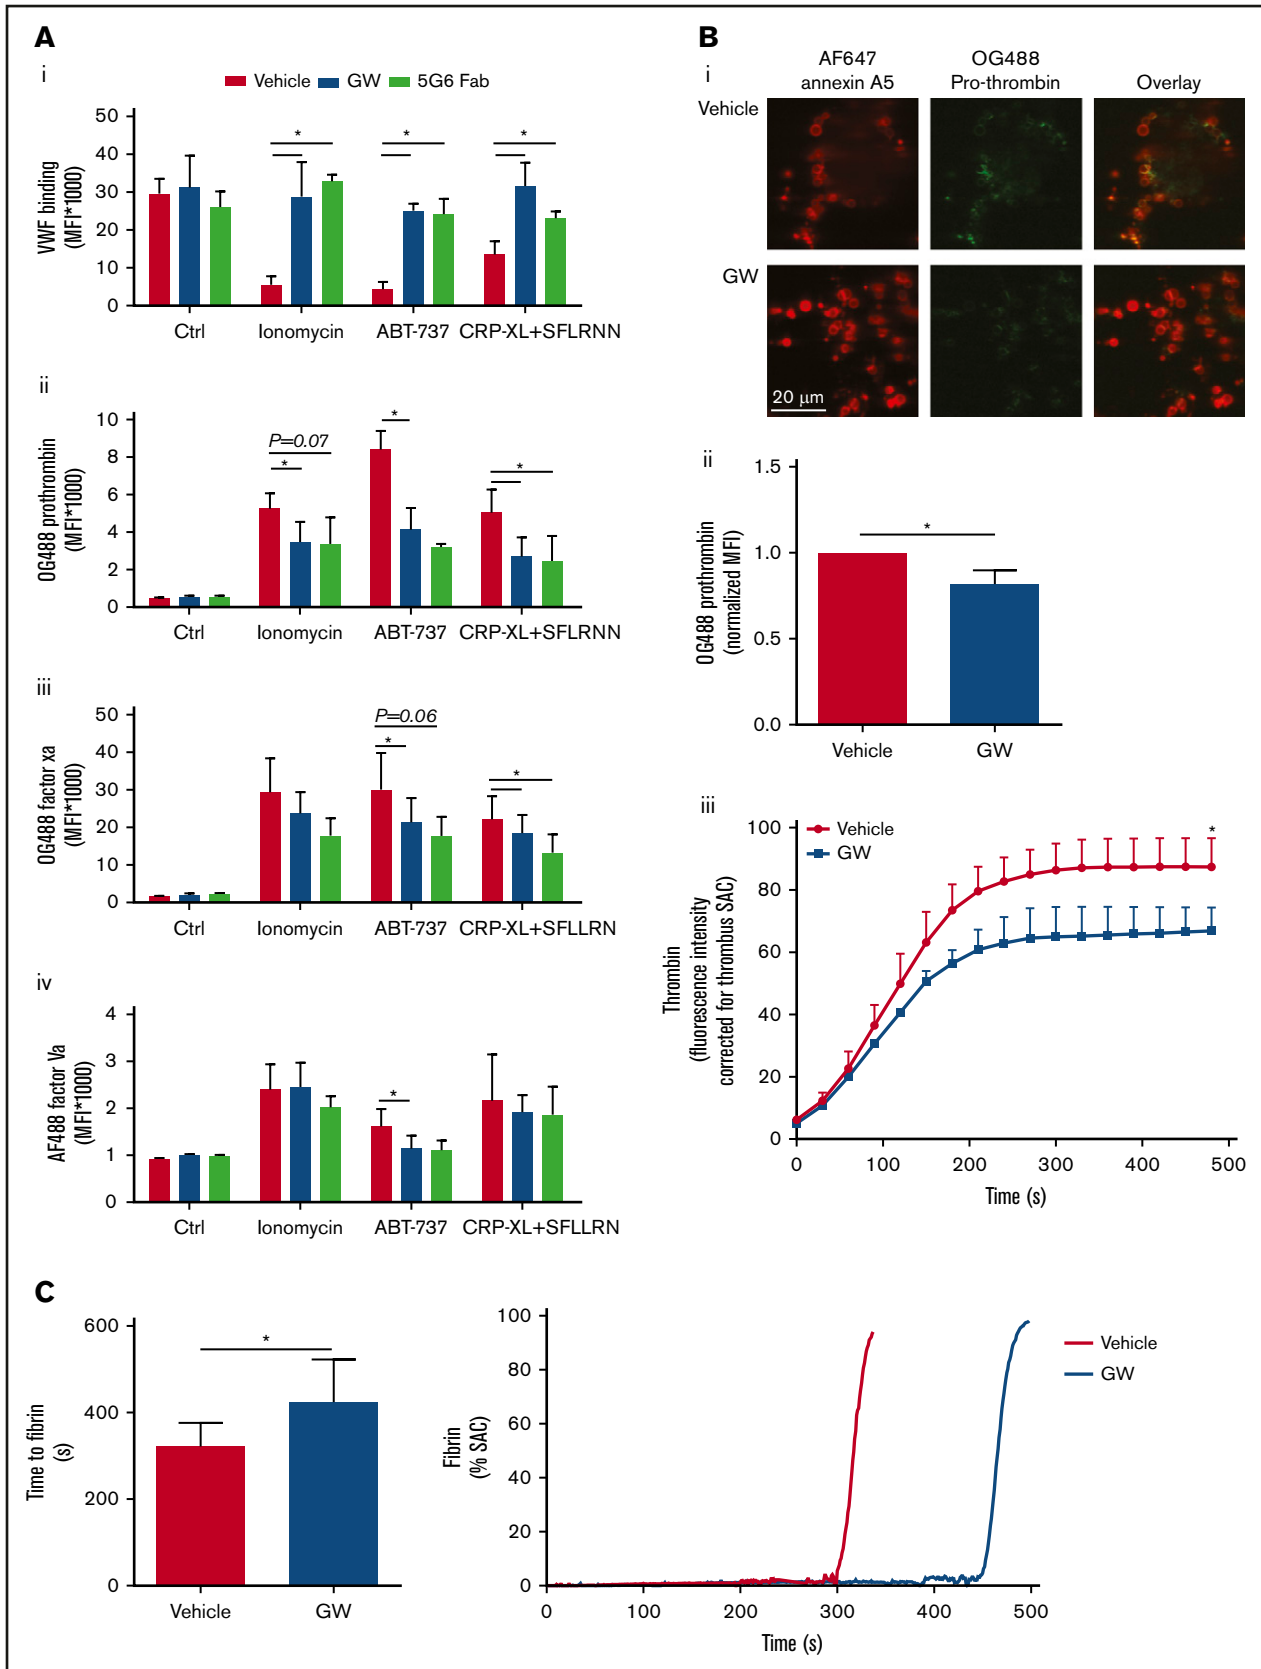 A
i
Vehicle GW 5G6 Fab
VWF binding
(MFI*1000)
50
40
30
20
10
0
* * *
Ctrl Ionomycin ABT-737 CRP-XL+SFLRNN
ii
OG488 prothrombin
(MFI*1000)
10
8
6
4
2
0
P=0.07
* * *
Ctrl Ionomycin ABT-737 CRP-XL+SFLRNN
iii
OG488 factor xa
(MFI*1000)
50
40
30
20
10
0
P=0.06
* *
Ctrl Ionomycin ABT-737 CRP-XL+SFLLRN
iv
AF488 factor Va
(MFI*1000)
4
3
2
1
0
*
Ctrl Ionomycin ABT-737 CRP-XL+SFLLRN
B
i
AF647
annexin A5
OG488
Pro-thrombin
Overlay
Vehicle
GW
20 µm
ii
OG488 prothrombin
(normalized MFI)
1.5
1.0
0.5
0.0
*
Vehicle GW
iii
Thrombin
(fluorescence intensity
corrected for thrombus SAC)
100
80
60
40
20
0
Vehicle
GW
*
0 100 200 300 400 500
Time (s)
C
Time to fibrin
(s)
600
400
200
0
*
Vehicle GW
Fibrin
(% SAC)
100
80
60
40
20
0
0 100 200 300 400 500
Time (s)
Vehicle
GW